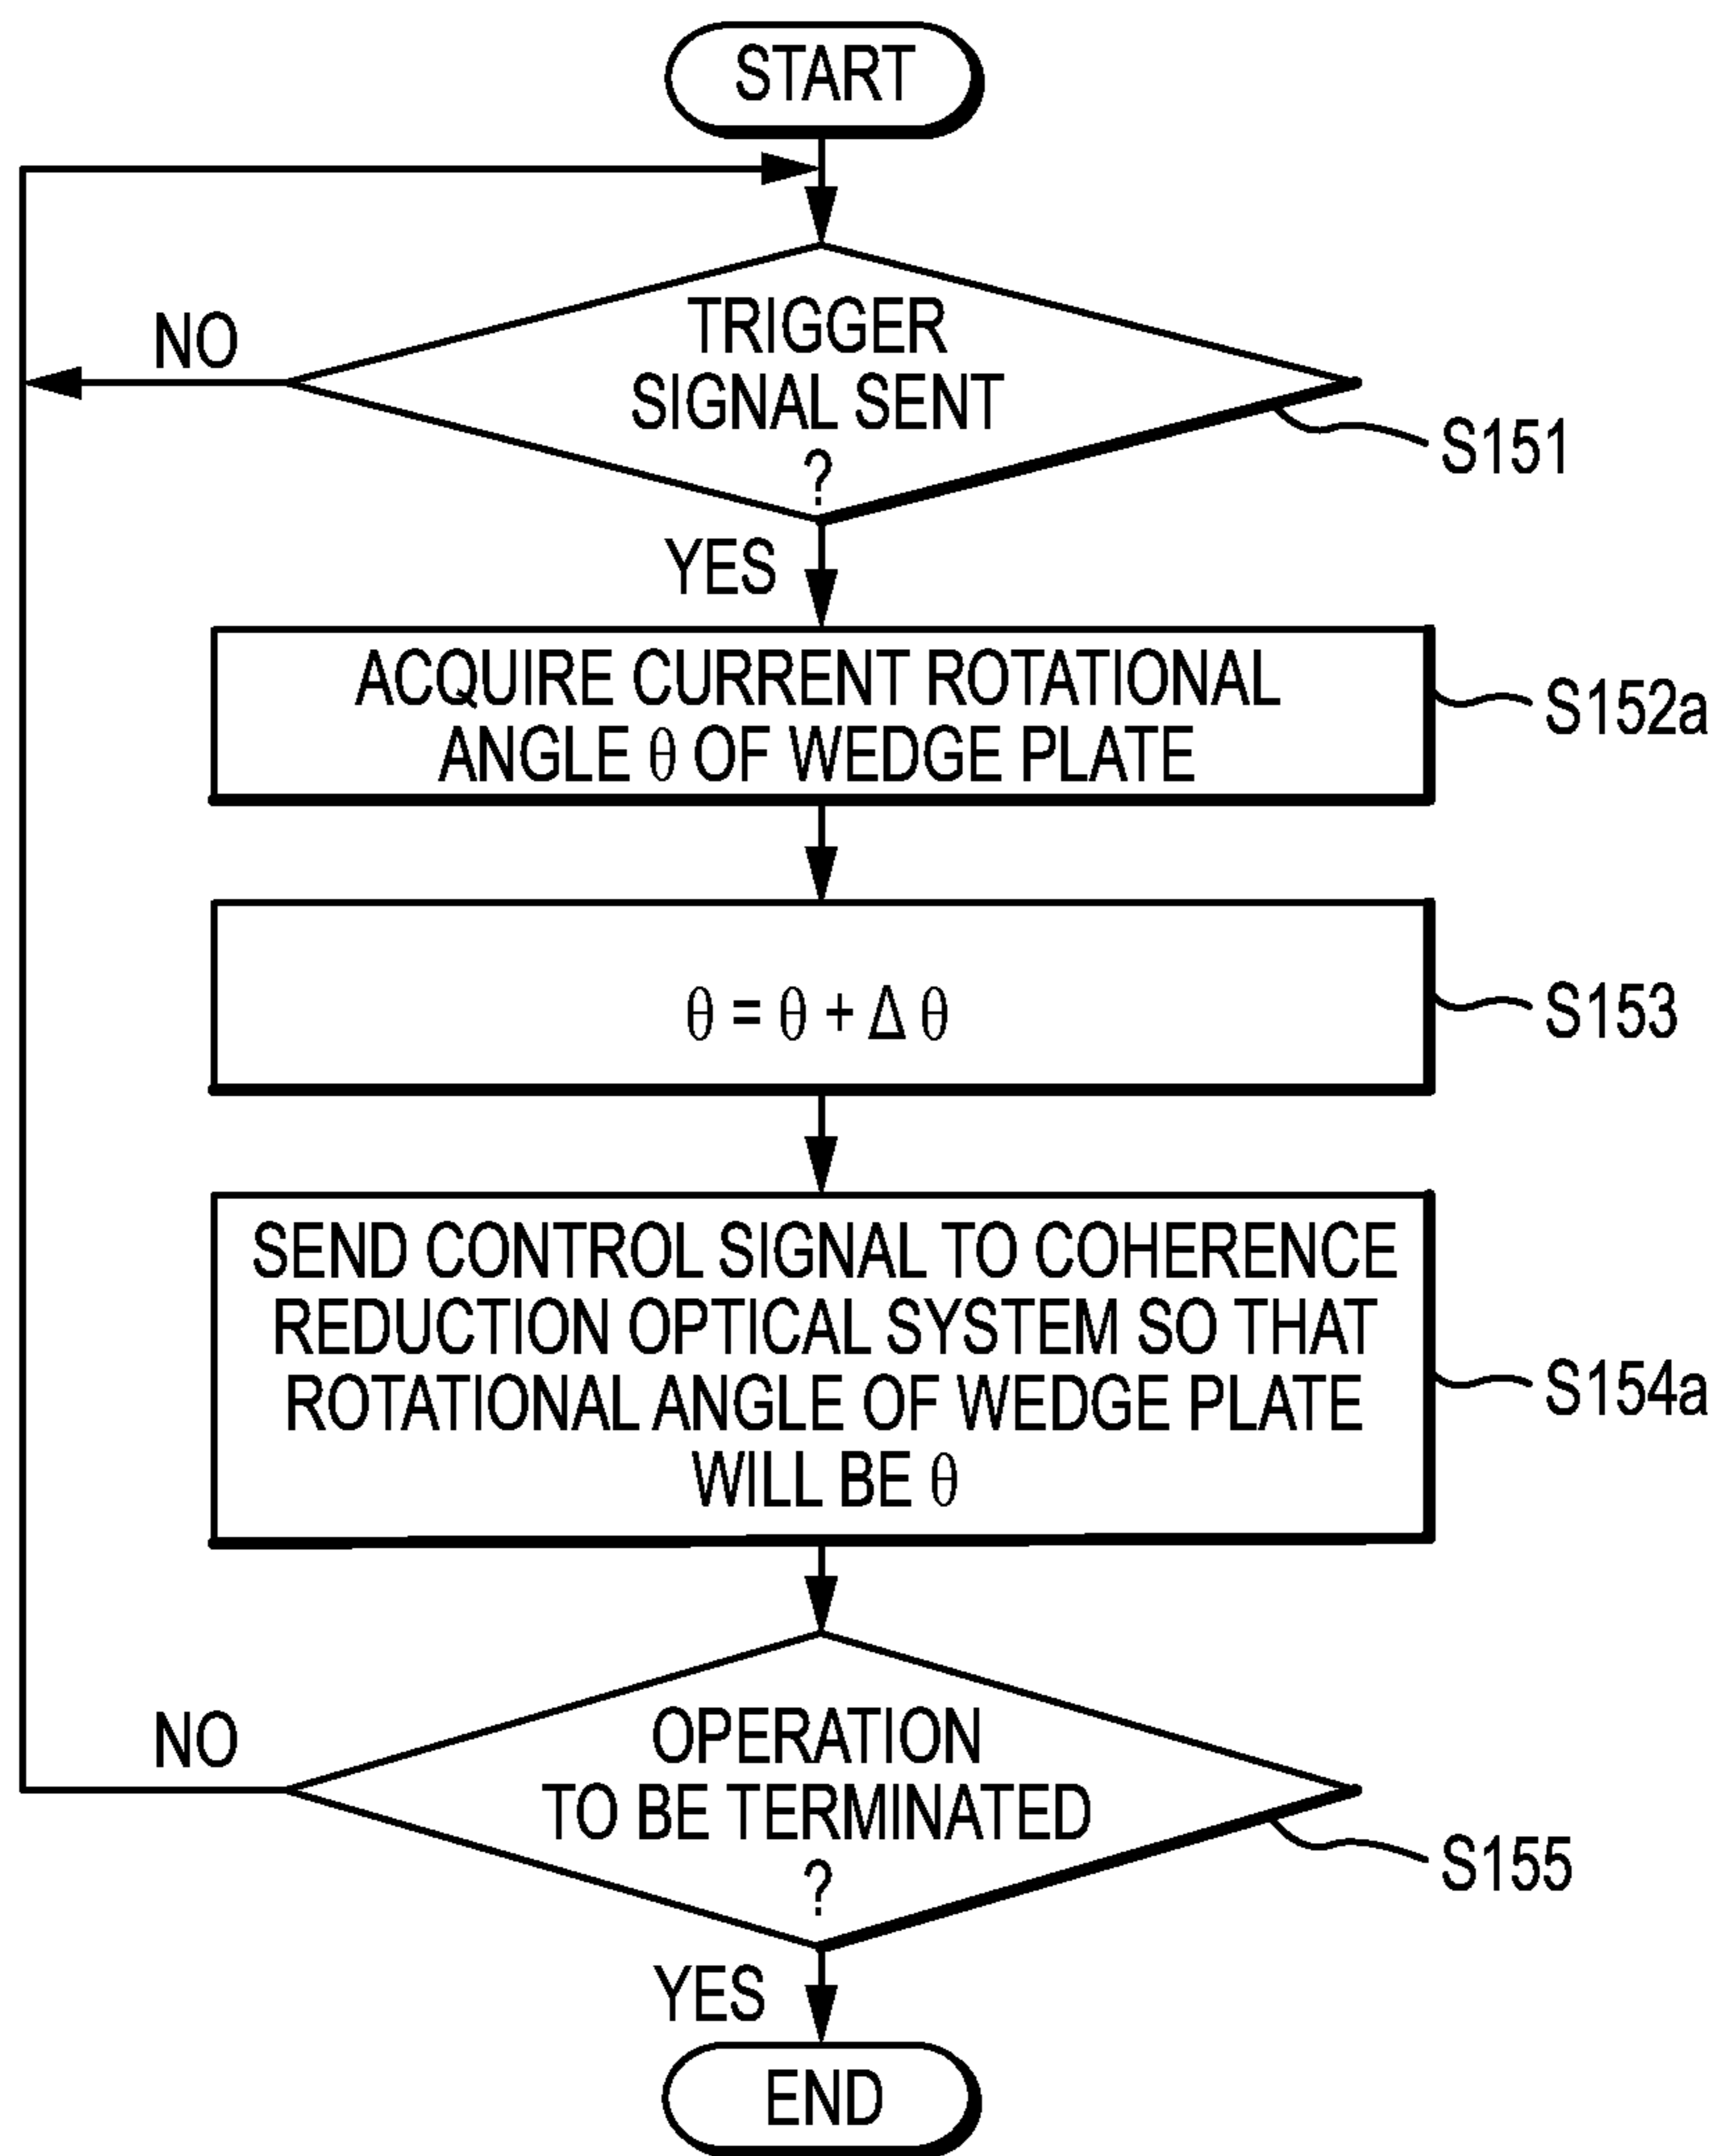 START
NO
TRIGGER
SIGNAL SENT
?
S151
YES
ACQUIRE CURRENT ROTATIONAL
ANGLE θ OF WEDGE PLATE
S152a
θ = θ + Δ θ
S153
SEND CONTROL SIGNAL TO COHERENCE
REDUCTION OPTICAL SYSTEM SO THAT
ROTATIONAL ANGLE OF WEDGE PLATE
WILL BE θ
S154a
NO
OPERATION
TO BE TERMINATED
?
S155
YES
END